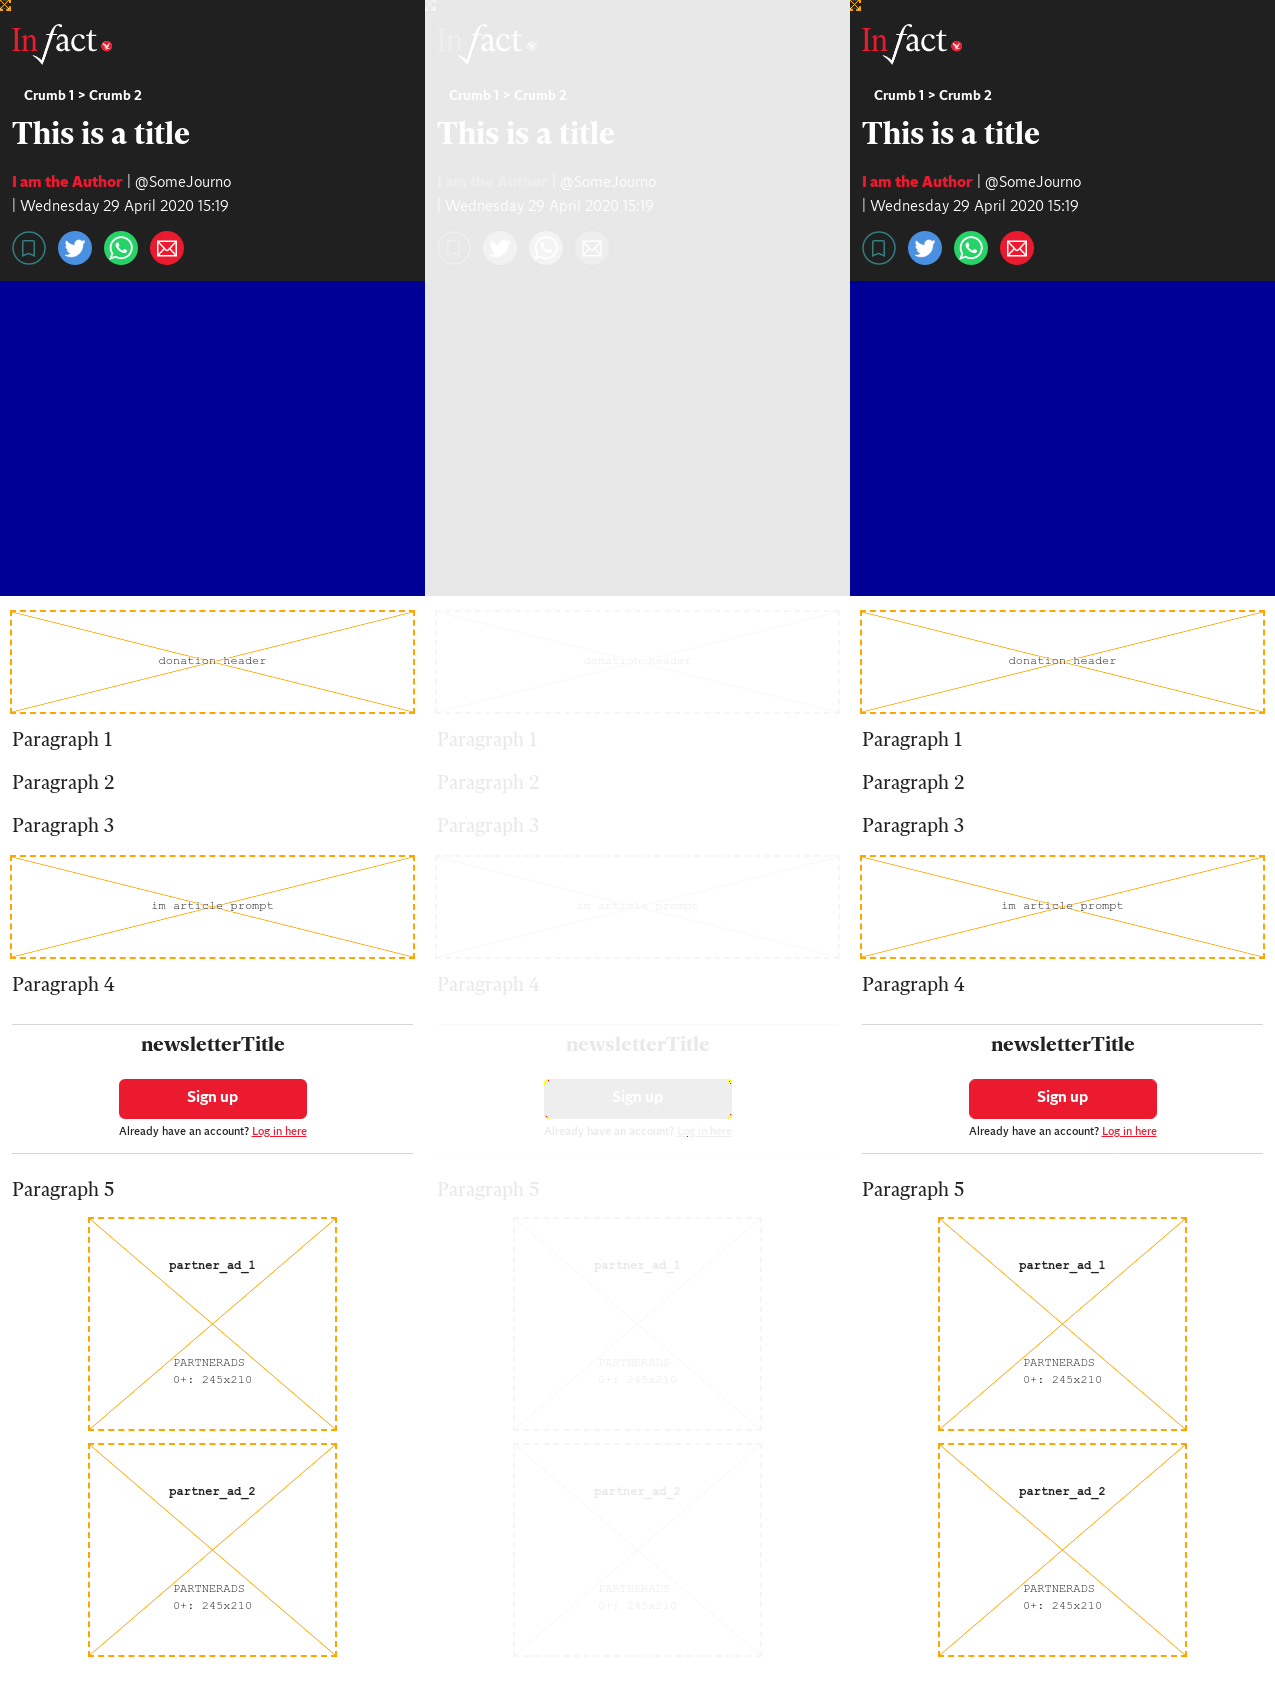 Infact
Crumb 1 > Crumb 2
This is a title
I am the Author | @SomeJourno
| Wednesday 29 April 2020 15:19
donation header
Paragraph 1
Paragraph 2
Paragraph 3
im article prompt
Paragraph 4
newsletterTitle
Sign up
Already have an account? Log in here
Paragraph 5
partner_ad_1
PARTNERADS
0+: 245x210
partner_ad_2
PARTNERADS
0+: 245x210
Infact
Crumb 1 > Crumb 2
This is a title
I am the Author | @SomeJourno
| Wednesday 29 April 2020 15:19
donation header
Paragraph 1
Paragraph 2
Paragraph 3
im article prompt
Paragraph 4
newsletterTitle
Sign up
Already have an account? Log in here
Paragraph 5
partner_ad_1
PARTNERADS
0+: 245x210
partner_ad_2
PARTNERADS
0+: 245x210
Infact
Crumb 1 > Crumb 2
This is a title
I am the Author | @SomeJourno
| Wednesday 29 April 2020 15:19
donation header
Paragraph 1
Paragraph 2
Paragraph 3
im article prompt
Paragraph 4
newsletterTitle
Sign up
Already have an account? Log in here
Paragraph 5
partner_ad_1
PARTNERADS
0+: 245x210
partner_ad_2
PARTNERADS
0+: 245x210